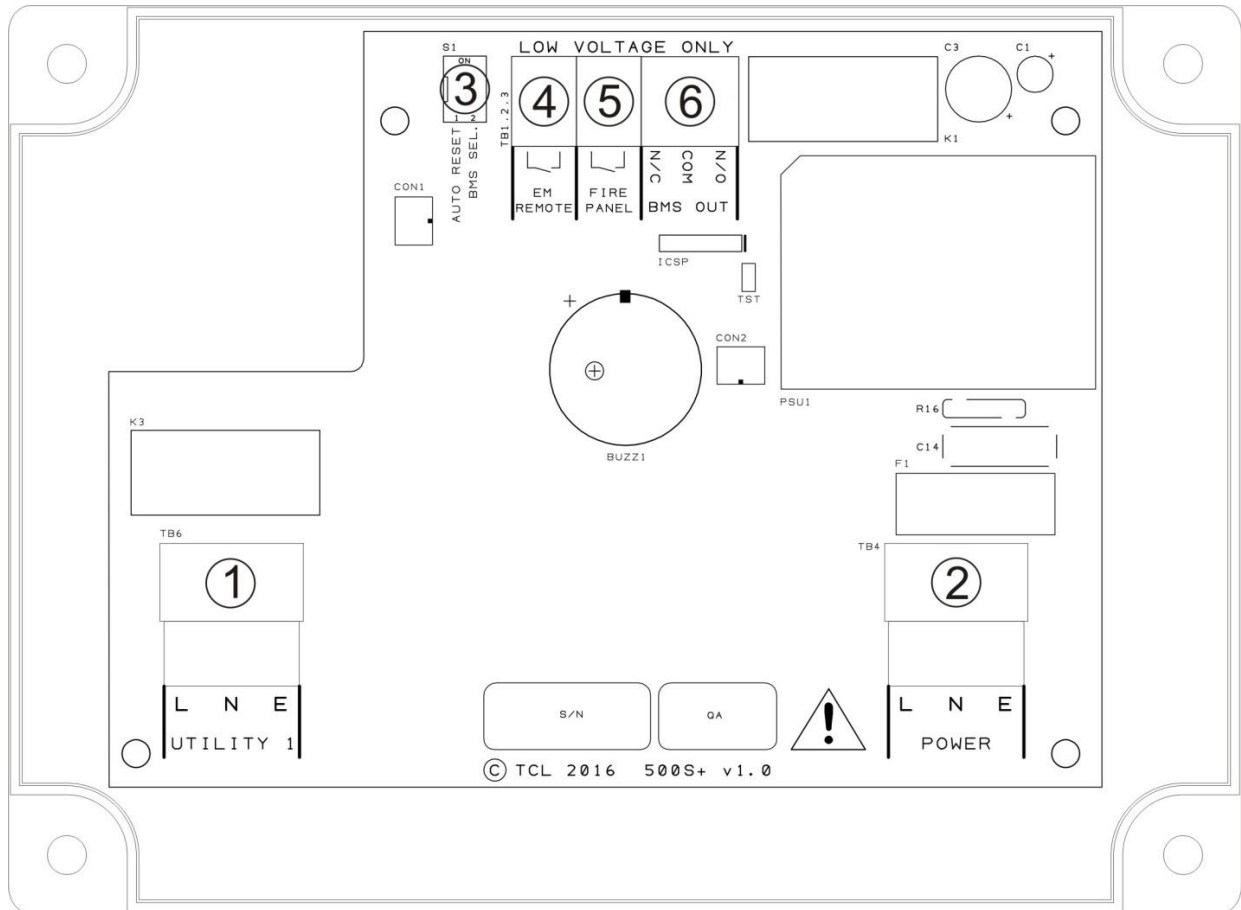 S1
ON
3
1 2
AUTO RESET
BMS SEL.
LOW VOLTAGE ONLY
TB1.2.3
4
5
6
EM
REMOTE
FIRE
PANEL
N/C
COM
N/O
BMS OUT
C3
+
C1
+
K1
CON1
ICSP
TST
+
CON2
PSU1
BUZZ1
R16
C14
F1
K3
TB6
1
TB4
2
L N E
UTILITY 1
S/N
QA
!
L N E
POWER
© TCL 2016 500S+ v1.0